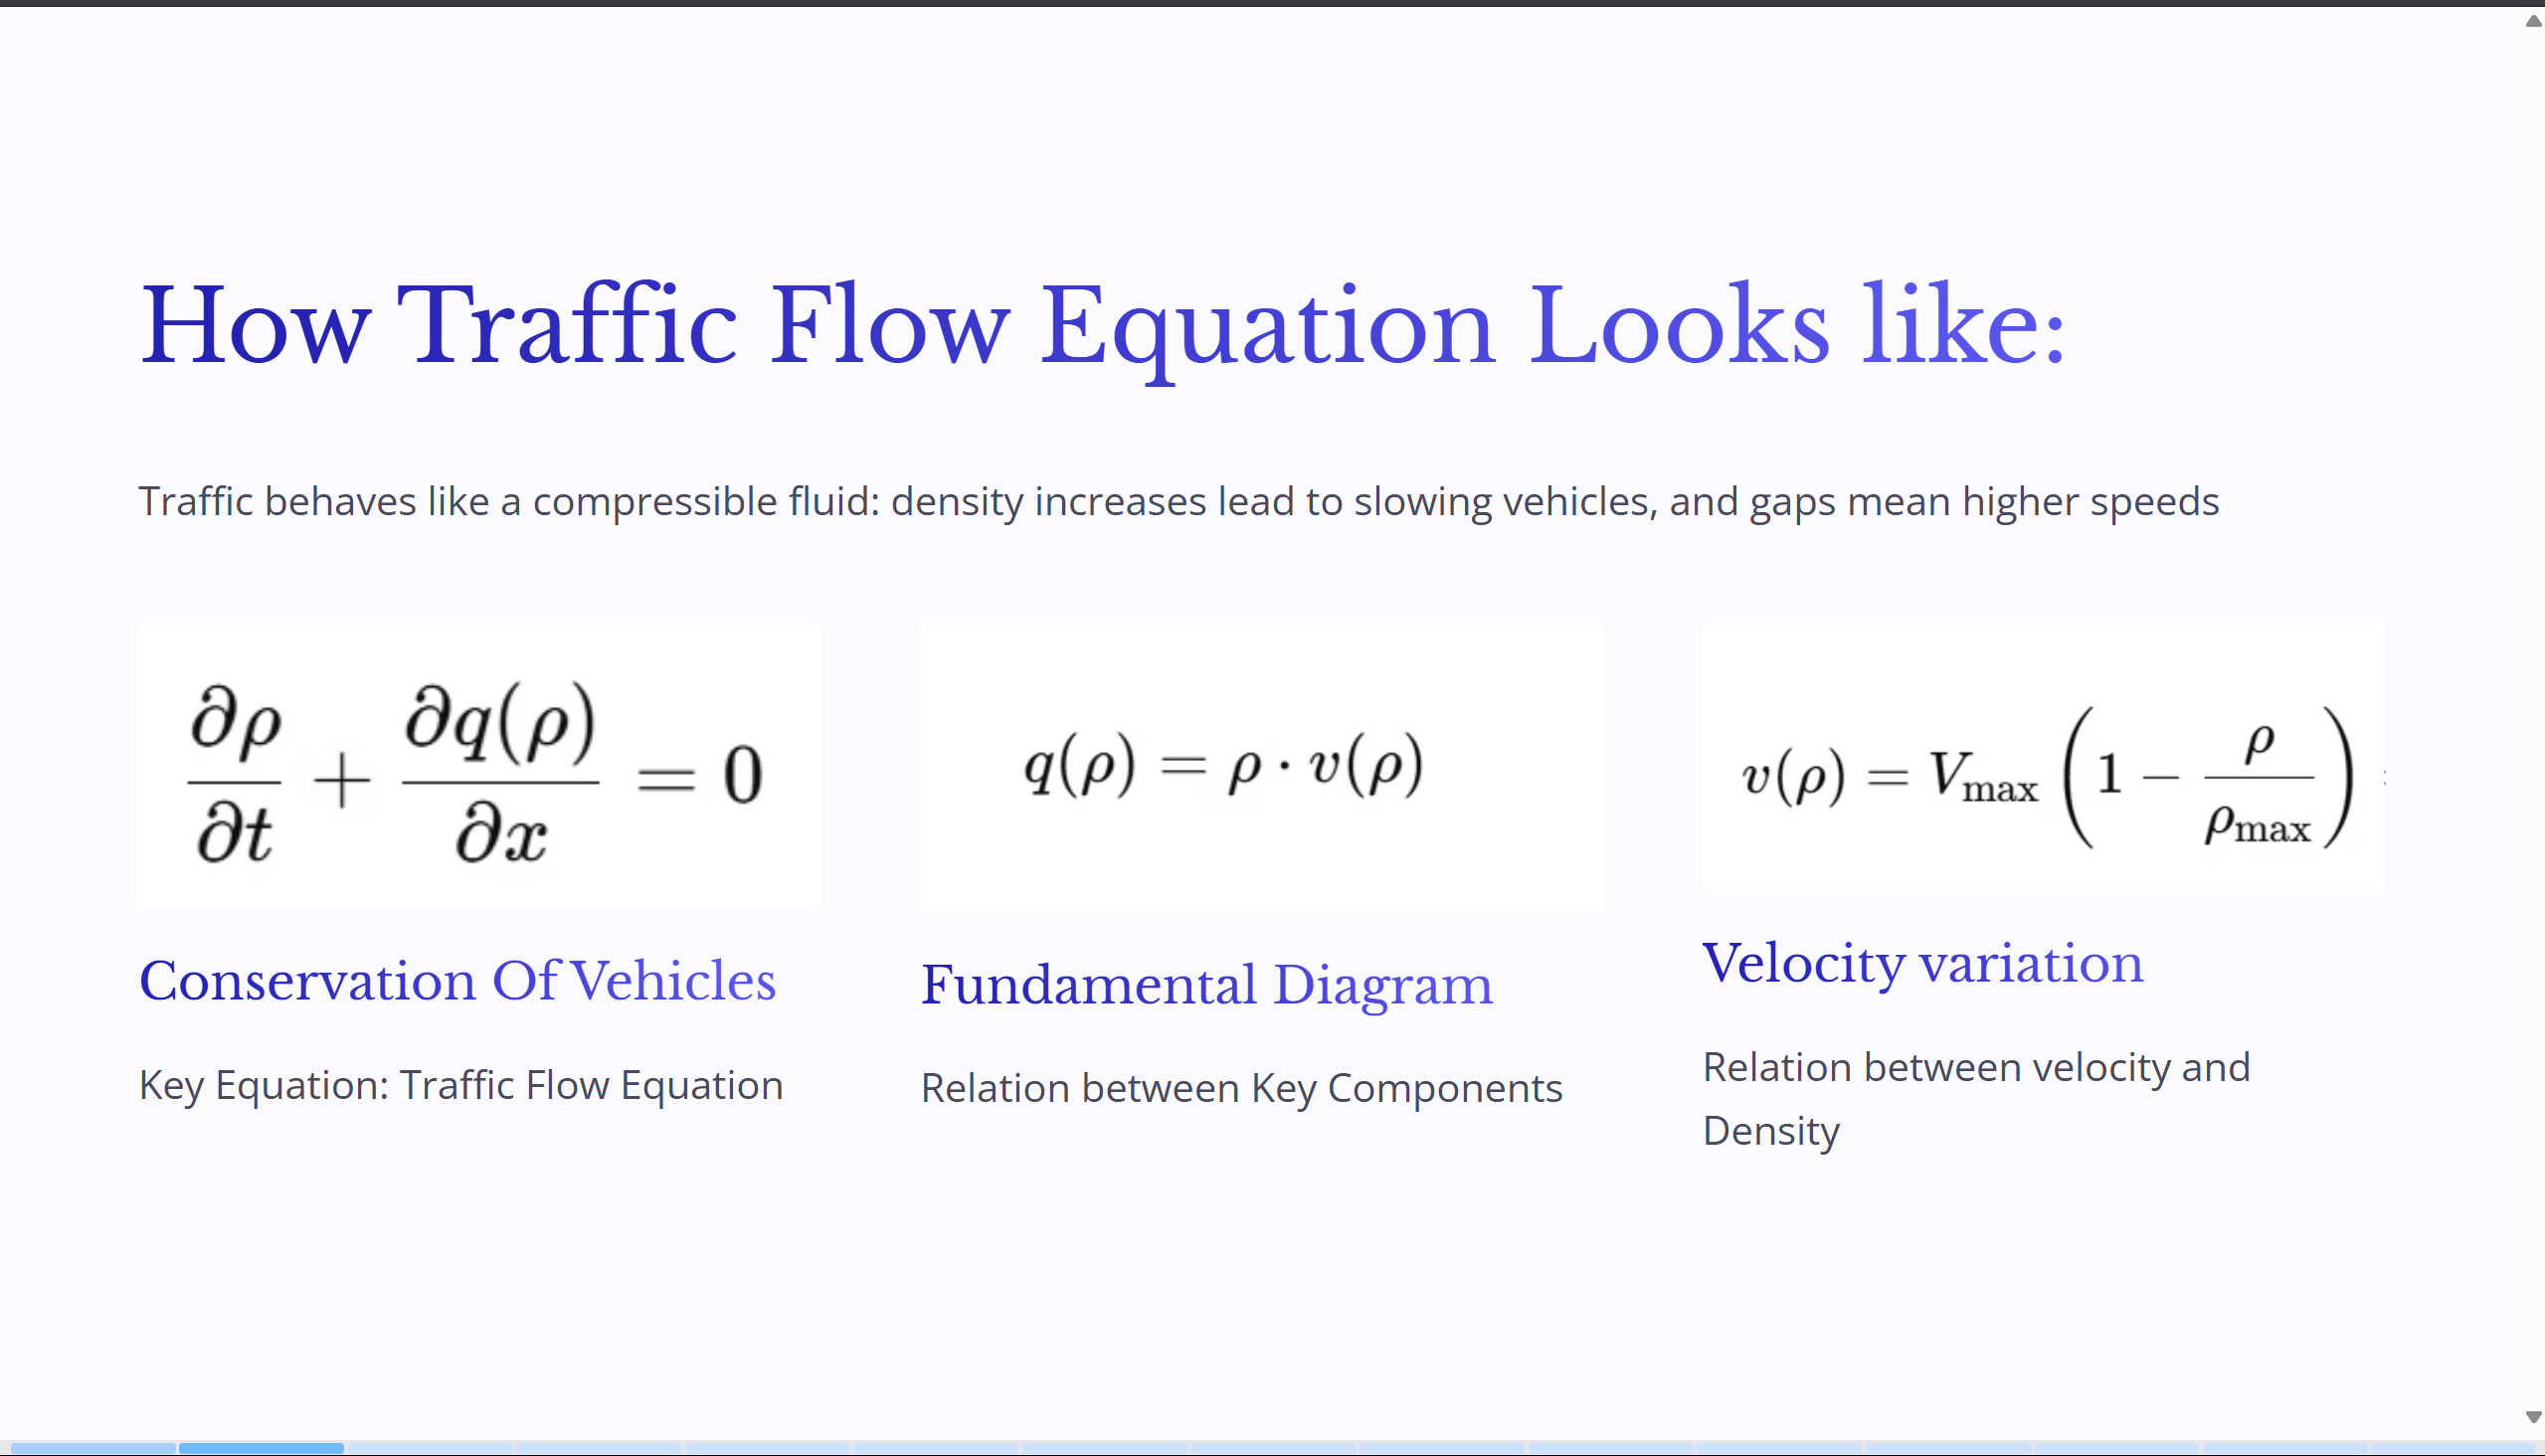 How Traffic Flow Equation Looks like:
Traffic behaves like a compressible fluid: density increases lead to slowing vehicles, and gaps mean higher speeds
∂ρ/∂t + ∂q(ρ)/∂x = 0
Conservation Of Vehicles
Key Equation: Traffic Flow Equation
q(ρ) = ρ · v(ρ)
Fundamental Diagram
Relation between Key Components
v(ρ) = Vmax (1 − ρ/ρmax)
Velocity variation
Relation between velocity and
Density